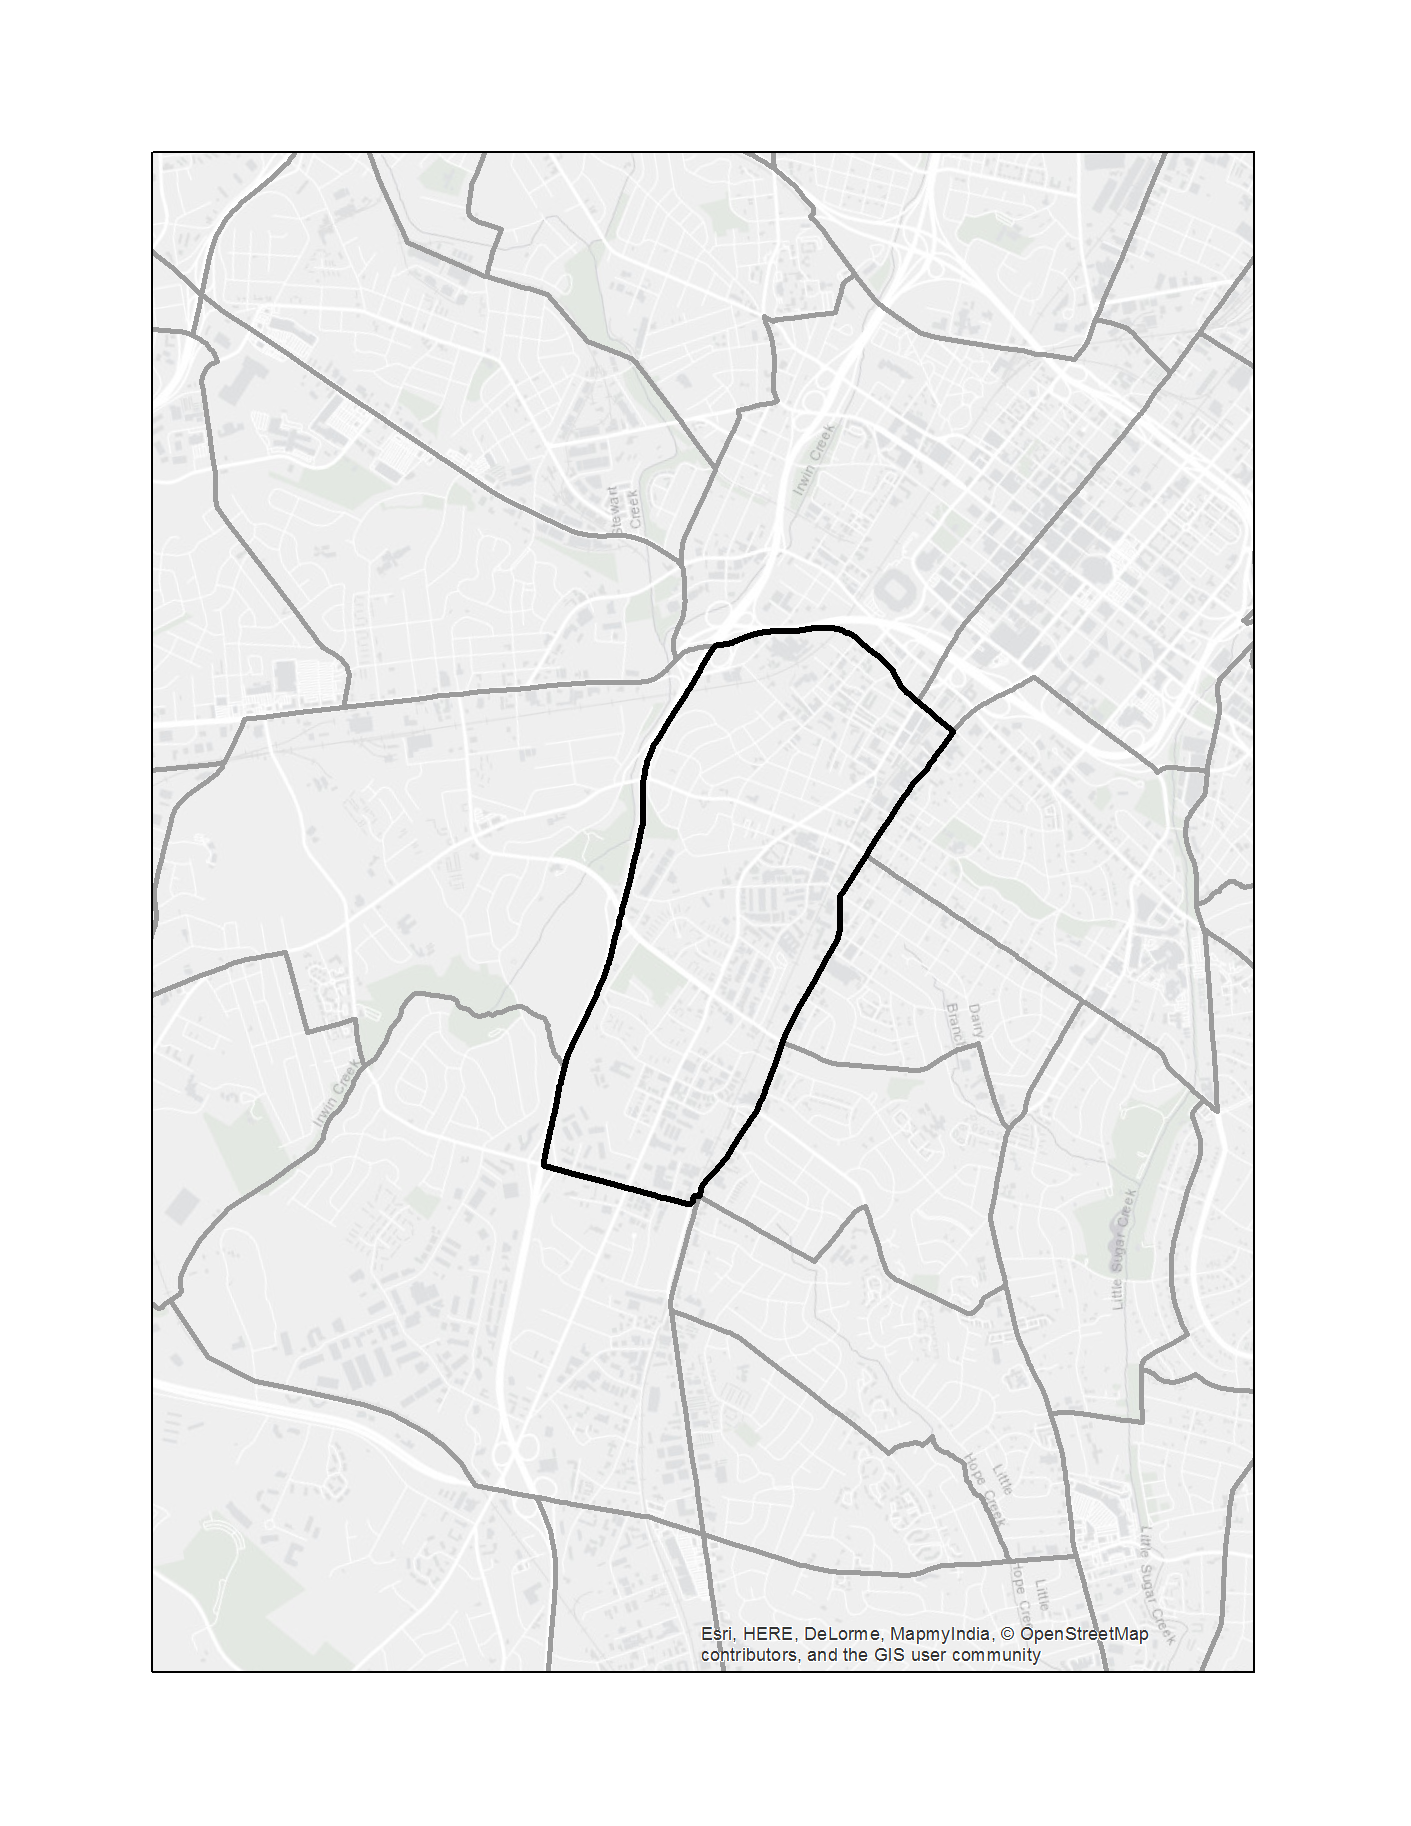 Irwin Creek
Stewart
Creek
Dairy
Branch
Irwin Creek
Little Sugar Creek
Little
Hope Creek
Little Sugar Creek
Little
Hope Creek
Esri, HERE, DeLorme, MapmyIndia, © OpenStreetMap
contributors, and the GIS user community